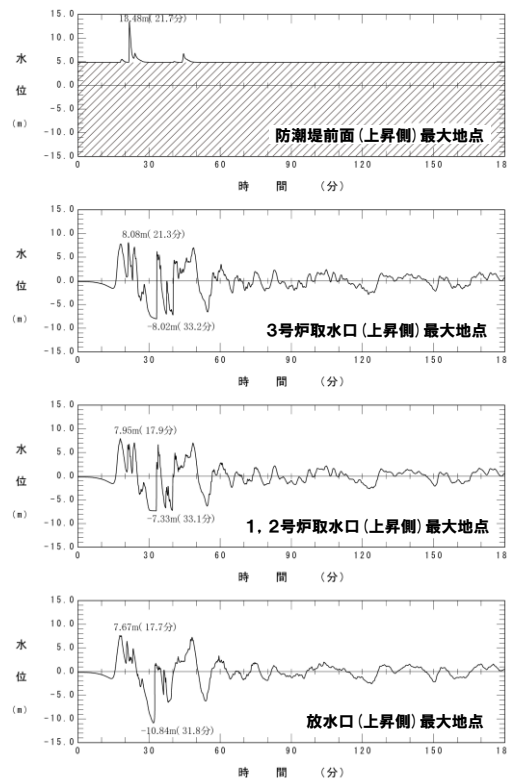 15.0
10.0
5.0
0.0
-5.0
-10.0
-15.0
水
位
(m)
13.48m( 21.7分)
防潮堤前面(上昇側)最大地点
0 30 60 90 120 150 18
時 間 (分)
15.0
10.0
5.0
0.0
-5.0
-10.0
-15.0
水
位
(m)
8.08m( 21.3分)
-8.02m( 33.2分)
3号炉取水口(上昇側)最大地点
0 30 60 90 120 150 18
時 間 (分)
15.0
10.0
5.0
0.0
-5.0
-10.0
-15.0
水
位
(m)
7.95m( 17.9分)
-7.33m( 33.1分)
1,2号炉取水口(上昇側)最大地点
0 30 60 90 120 150 18
時 間 (分)
15.0
10.0
5.0
0.0
-5.0
-10.0
-15.0
水
位
(m)
7.67m( 17.7分)
-10.84m( 31.8分)
放水口(上昇側)最大地点
0 30 60 90 120 150 18
時 間 (分)